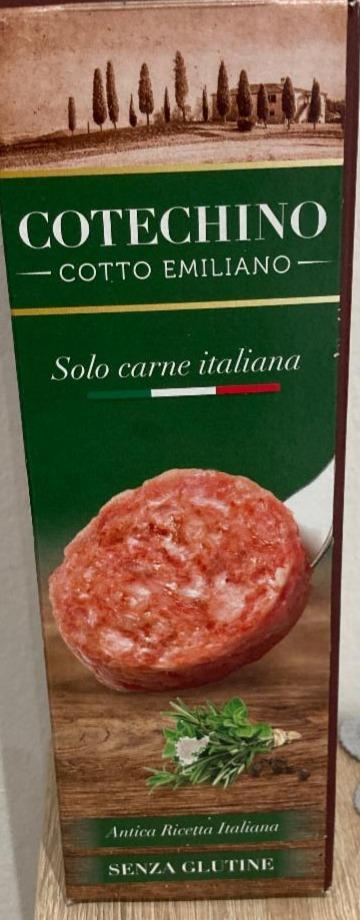 COTECHINO
COTTO EMILIANO
Solo carne italiana
Antica Ricetta Italiana
SENZA GLUTINE